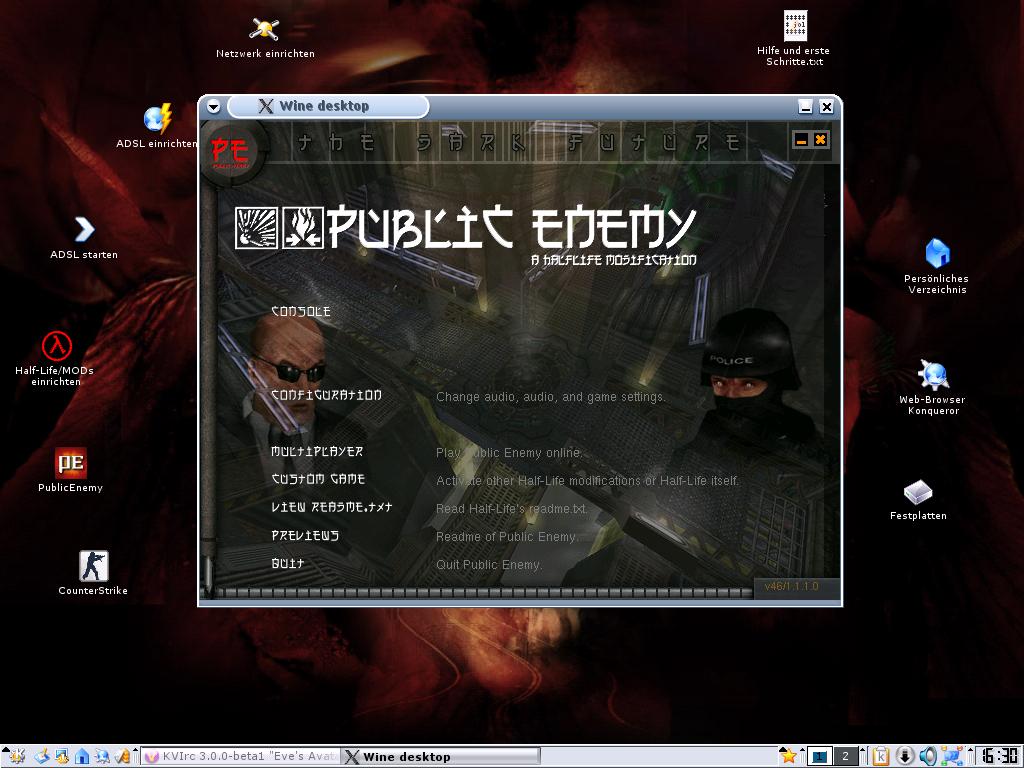 Netzwerk einrichten
Hilfe und erste
Schritte.txt
ADSL einrichten
ADSL starten
Half-Life/MODs
einrichten
PE
PublicEnemy
CounterStrike
Persönliches
Verzeichnis
Web-Browser
Konqueror
Festplatten
Wine desktop
PE
THE DARK FUTURE
PUBLIC ENEMY
A HALFLIFE MODIFICATION
POLICE
CONSOLE
CONFIGURATION Change audio, audio, and game settings.
MULTIPLAYER Play Public Enemy online.
CUSTOM GAME Activate other Half-Life modifications or Half-Life itself.
VIEW README.TXT Read Half-Life's readme.txt.
PREVIEWS Readme of Public Enemy.
QUIT Quit Public Enemy.
v46/1.1.1.0
KVIrc 3.0.0-beta1 "Eve's Avat
Wine desktop
1 2
16:30